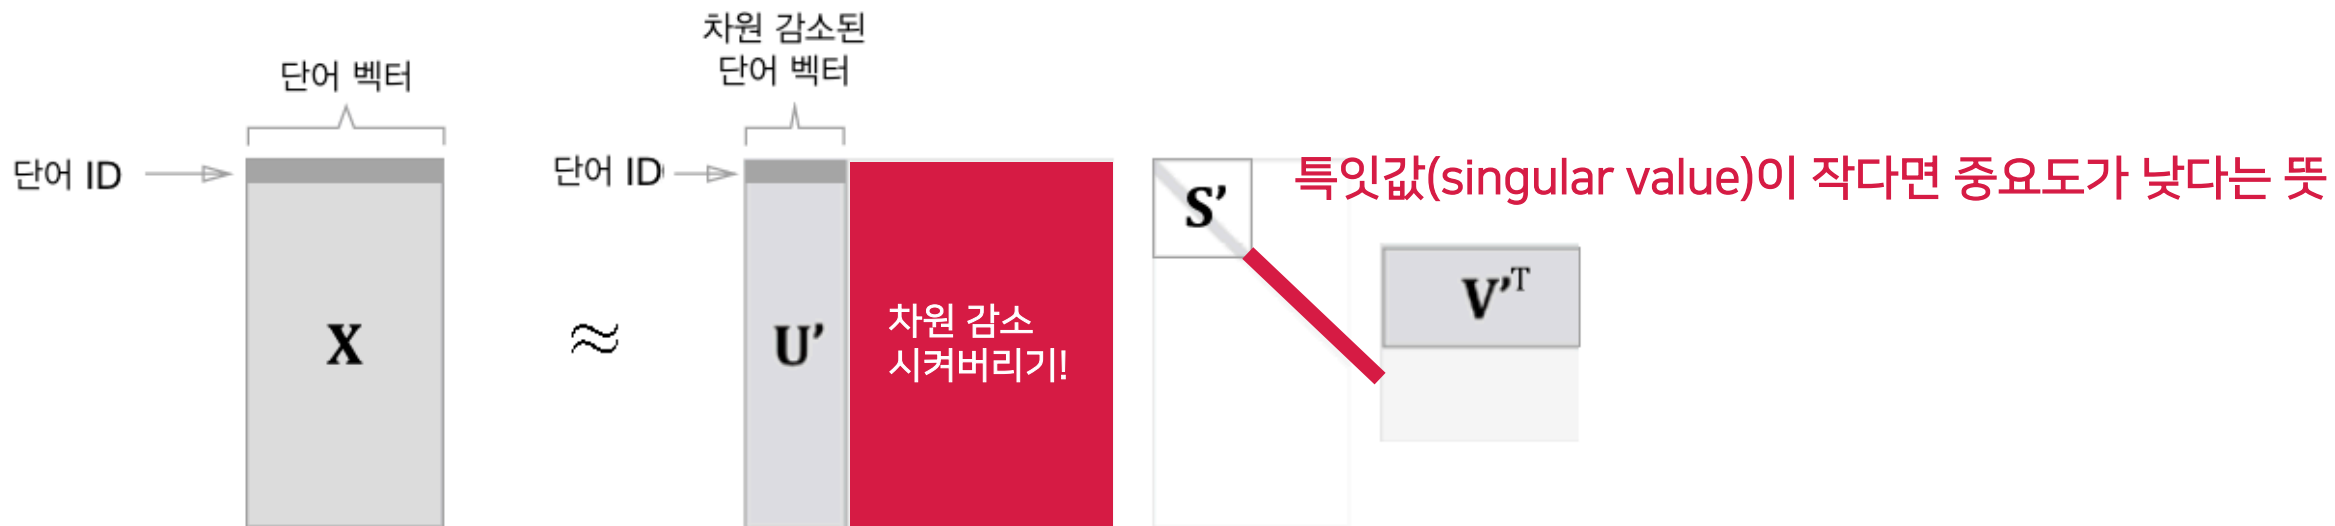 차원 감소된
단어 벡터
단어 벡터
단어 ID
단어 ID
특잇값(singular value)이 작다면 중요도가 낮다는 뜻
S’
V’ᵀ
X
≈
U’
차원 감소
시켜버리기!